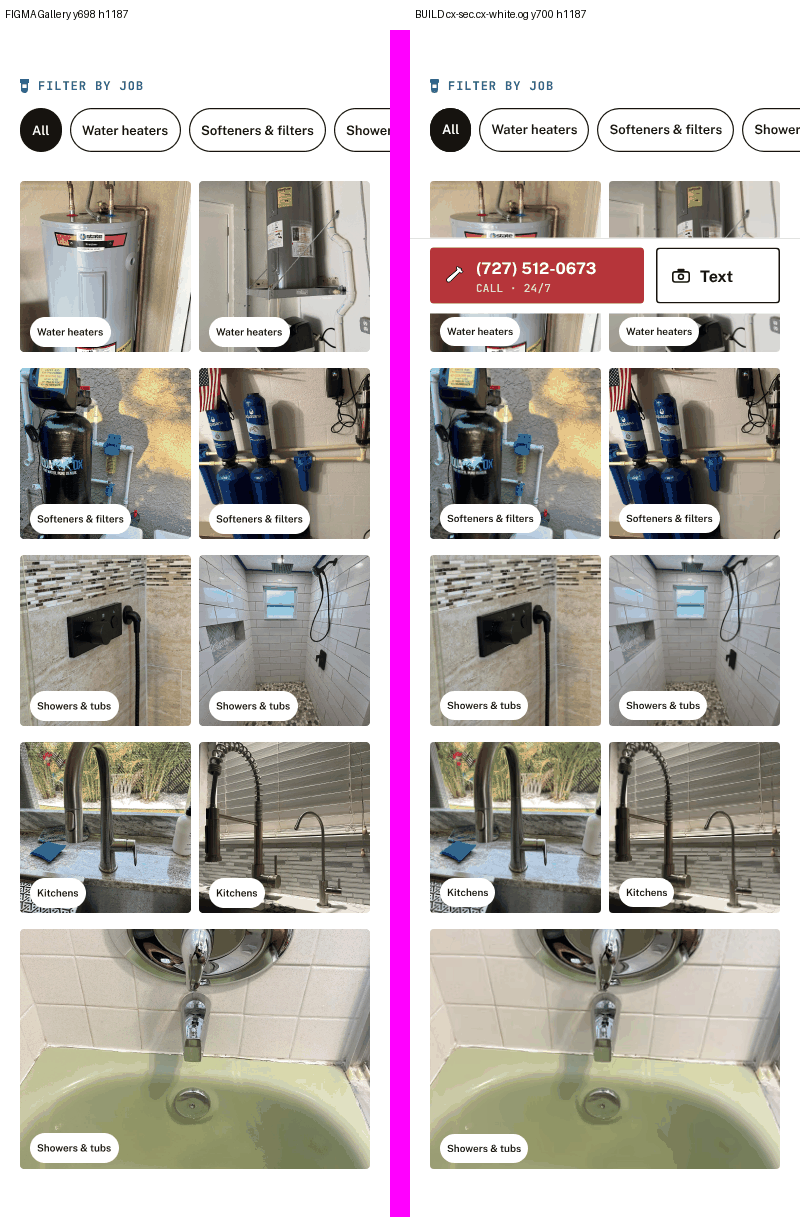 FIGMA Gallery y698 h1187
BUILD cx-sec.cx-white.og y700 h1187
FILTER BY JOB
All
Water heaters
Softeners & filters
Shower
Water heaters
Water heaters
Softeners & filters
Softeners & filters
Showers & tubs
Showers & tubs
Kitchens
Kitchens
Showers & tubs
FILTER BY JOB
All
Water heaters
Softeners & filters
Shower
(727) 512-0673
CALL · 24/7
Text
Water heaters
Water heaters
Softeners & filters
Softeners & filters
Showers & tubs
Showers & tubs
Kitchens
Kitchens
Showers & tubs